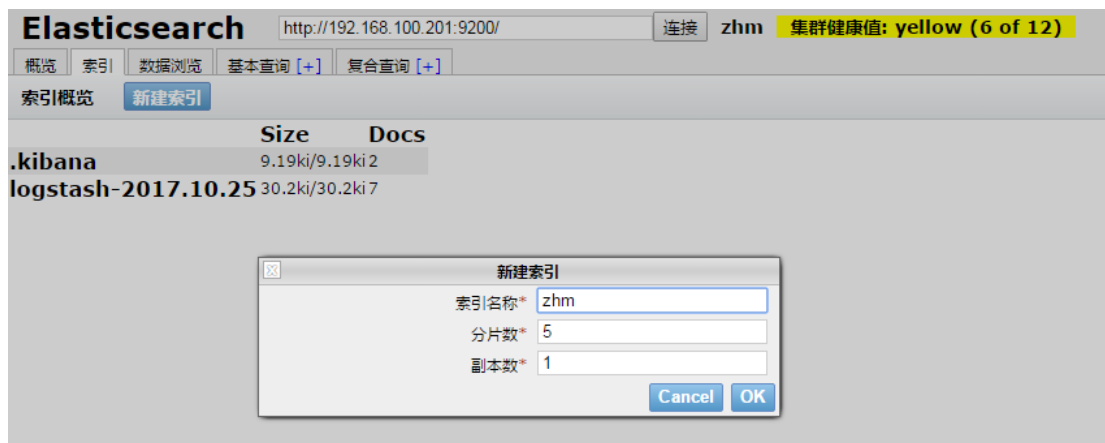 Elasticsearch http://192.168.100.201:9200/ 连接 zhm 集群健康值: yellow (6 of 12)
概览 索引 数据浏览 基本查询 [+] 复合查询 [+]
索引概览 新建索引
Size Docs
.kibana 9.19ki/9.19ki 2
logstash-2017.10.25 30.2ki/30.2ki 7
新建索引
索引名称* zhm
分片数* 5
副本数* 1
Cancel OK